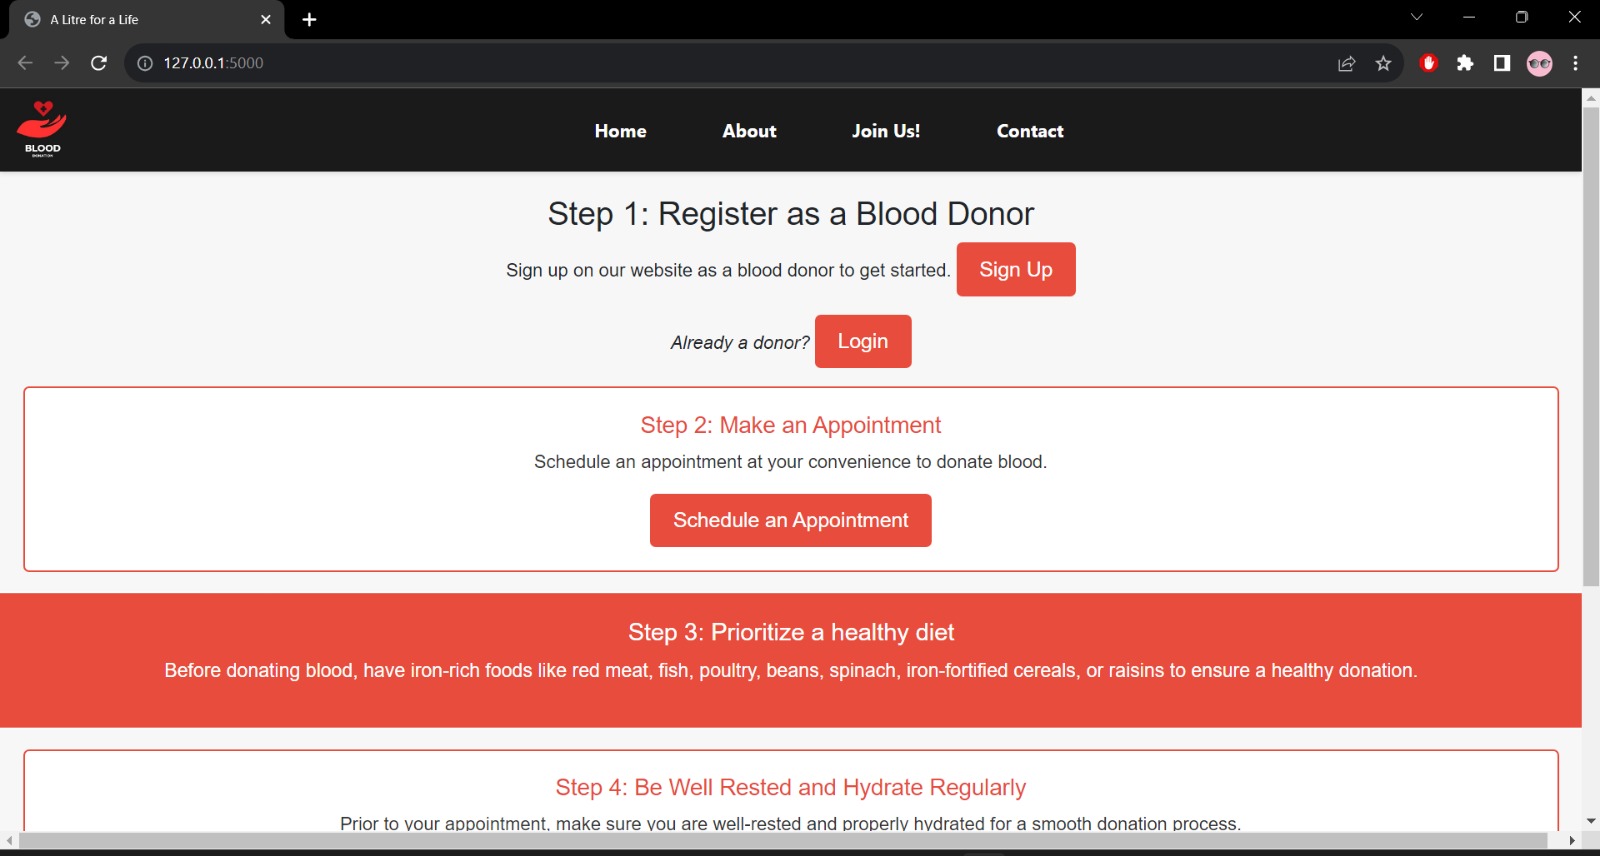 A Litre for a Life
127.0.0.1:5000
BLOOD
DONATION
Home About Join Us! Contact
Step 1: Register as a Blood Donor
Sign up on our website as a blood donor to get started. Sign Up
Already a donor? Login
Step 2: Make an Appointment
Schedule an appointment at your convenience to donate blood.
Schedule an Appointment
Step 3: Prioritize a healthy diet
Before donating blood, have iron-rich foods like red meat, fish, poultry, beans, spinach, iron-fortified cereals, or raisins to ensure a healthy donation.
Step 4: Be Well Rested and Hydrate Regularly
Prior to your appointment, make sure you are well-rested and properly hydrated for a smooth donation process.